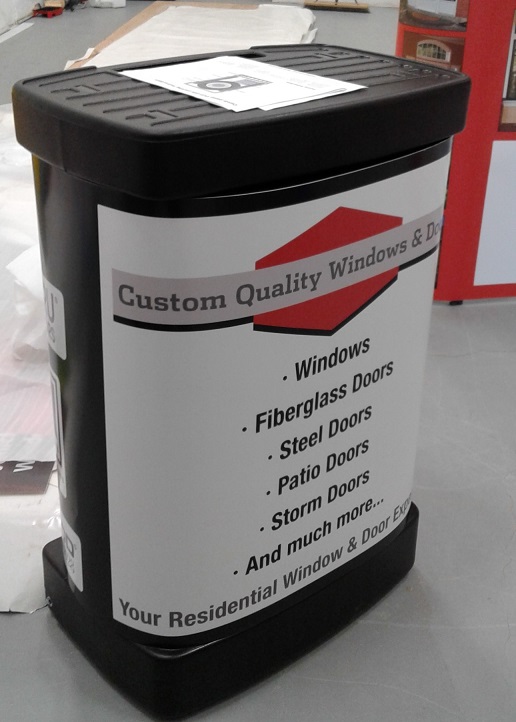 Custom Quality Windows & Do
· Windows
· Fiberglass Doors
· Steel Doors
· Patio Doors
· Storm Doors
· And much more...
Your Residential Window & Door Exp